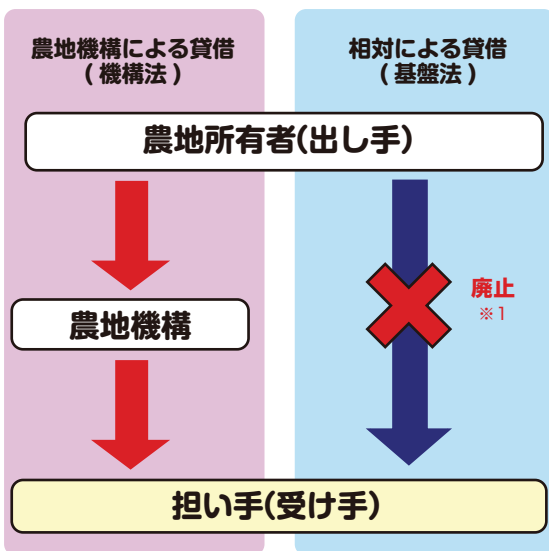 農地機構による貸借
(機構法)
相対による貸借
(基盤法)
農地所有者(出し手)
廃止
※1
農地機構
担い手(受け手)